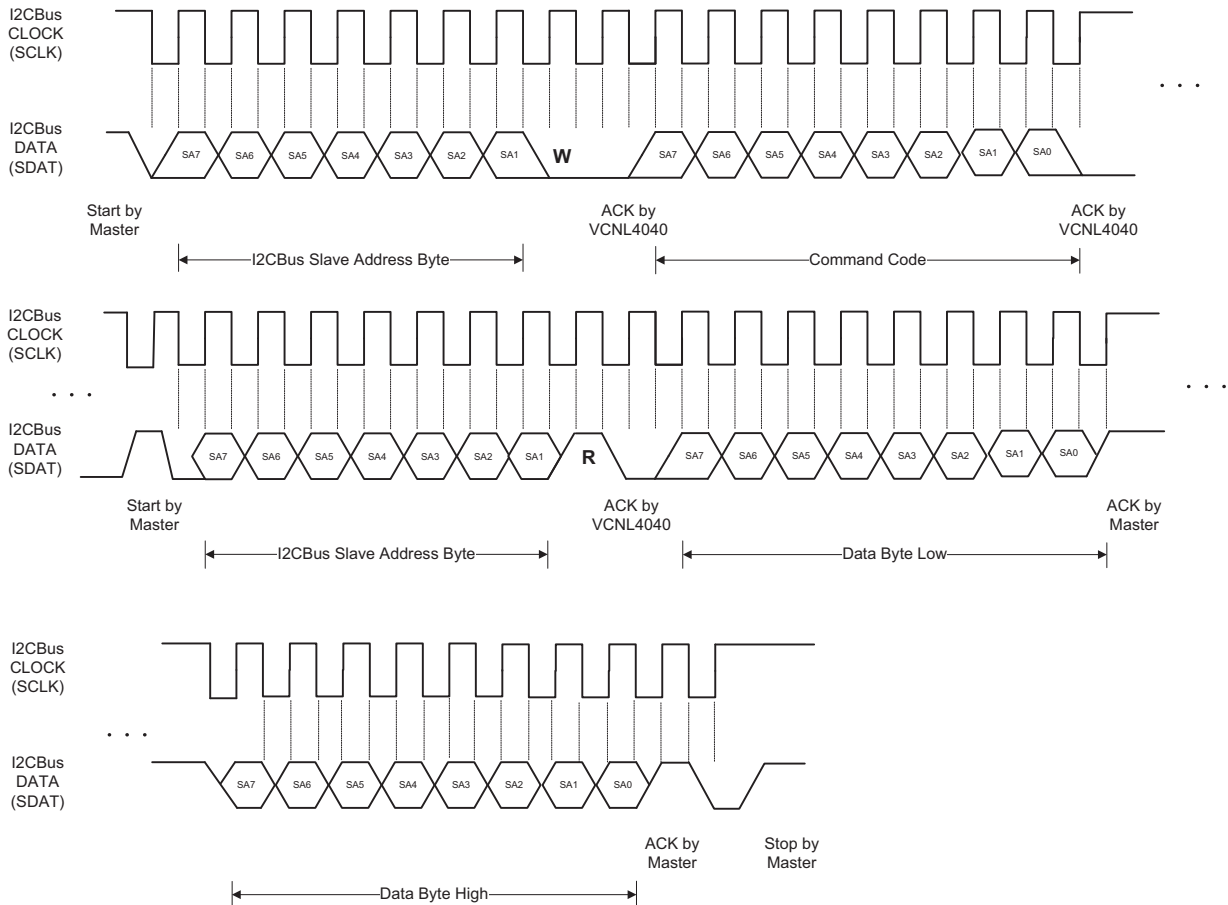 I2CBus
CLOCK
(SCLK)
. . .
I2CBus
DATA
(SDAT)
SA7 SA6 SA5 SA4 SA3 SA2 SA1 W SA7 SA6 SA5 SA4 SA3 SA2 SA1 SA0
Start by
Master
ACK by
VCNL4040
ACK by
VCNL4040
I2CBus Slave Address Byte
Command Code
I2CBus
CLOCK
(SCLK)
. . .
. . .
I2CBus
DATA
(SDAT)
SA7 SA6 SA5 SA4 SA3 SA2 SA1 R SA7 SA6 SA5 SA4 SA3 SA2 SA1 SA0
Start by
Master
ACK by
VCNL4040
ACK by
Master
I2CBus Slave Address Byte
Data Byte Low
I2CBus
CLOCK
(SCLK)
. . .
I2CBus
DATA
(SDAT)
SA7 SA6 SA5 SA4 SA3 SA2 SA1 SA0
ACK by
Master
Stop by
Master
Data Byte High